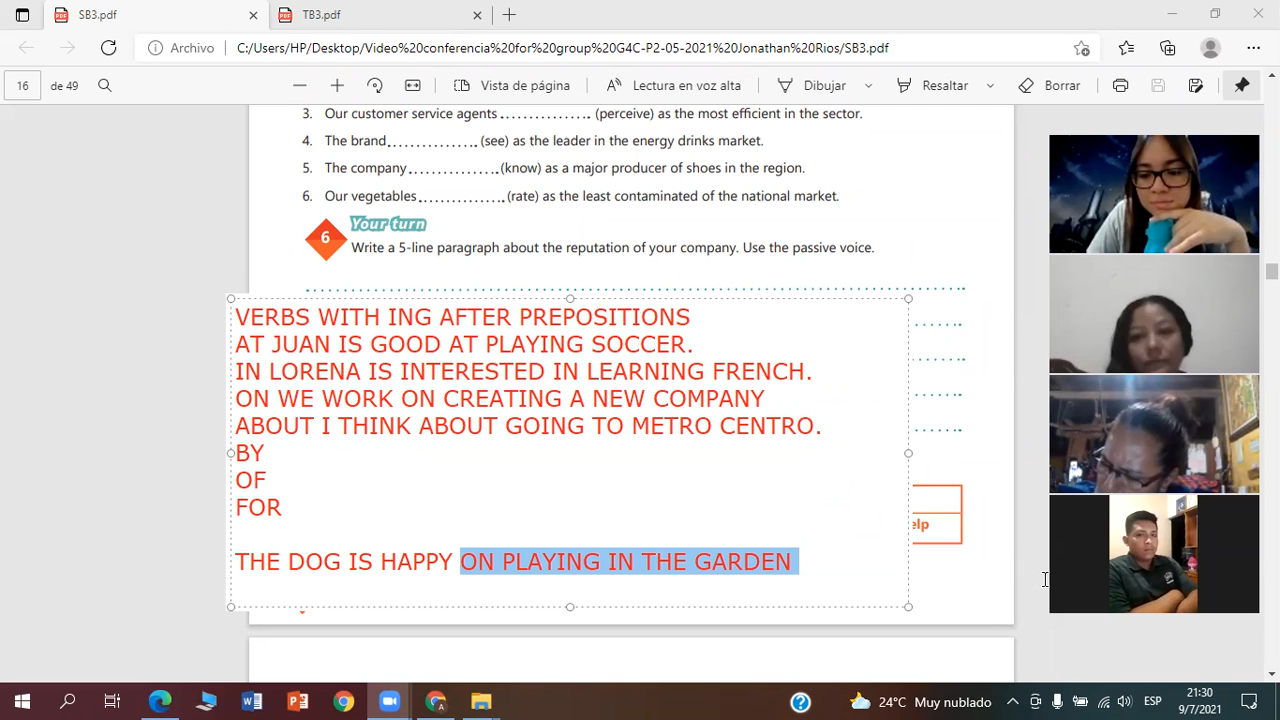 SB3.pdf
TB3.pdf
Archivo
C:/Users/HP/Desktop/Video%20conferencia%20for%20group%20G4C-P2-05-2021%20Jonathan%20Rios/SB3.pdf
16
de 49
Vista de página
Lectura en voz alta
Dibujar
Resaltar
Borrar
3. Our customer service agents .............. (perceive) as the most efficient in the sector.
4. The brand .............. (see) as the leader in the energy drinks market.
5. The company .............. (know) as a major producer of shoes in the region.
6. Our vegetables .............. (rate) as the least contaminated of the national market.
6
Your turn
Write a 5-line paragraph about the reputation of your company. Use the passive voice.
VERBS WITH ING AFTER PREPOSITIONS
AT JUAN IS GOOD AT PLAYING SOCCER.
IN LORENA IS INTERESTED IN LEARNING FRENCH.
ON WE WORK ON CREATING A NEW COMPANY
ABOUT I THINK ABOUT GOING TO METRO CENTRO.
BY
OF
FOR
THE DOG IS HAPPY ON PLAYING IN THE GARDEN
24°C Muy nublado
ESP
21:30
9/7/2021